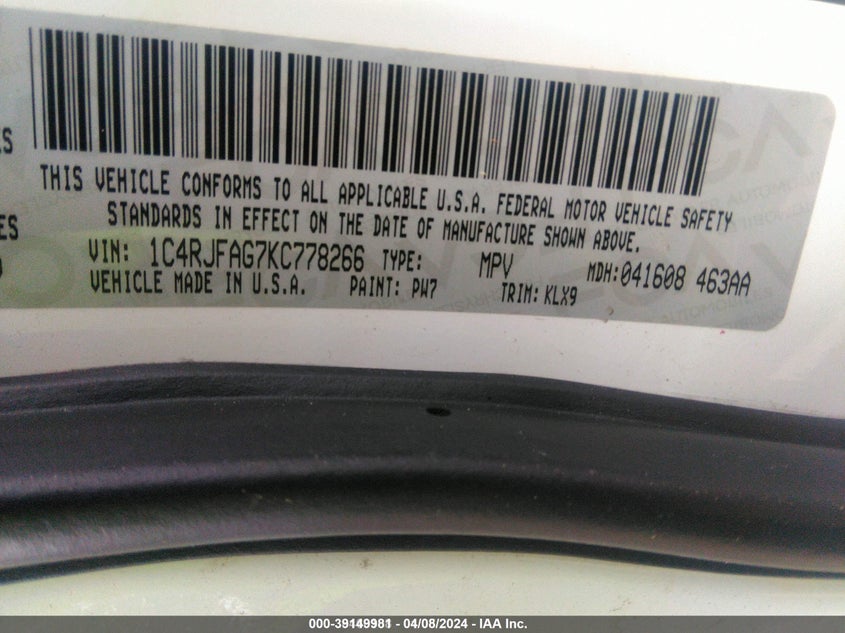 ES
THIS VEHICLE CONFORMS TO ALL APPLICABLE U.S.A. FEDERAL MOTOR VEHICLE SAFETY
STANDARDS IN EFFECT ON THE DATE OF MANUFACTURE SHOWN ABOVE.
ES
VIN: 1C4RJFAG7KC778266 TYPE: MPV MDH:041608 463AA
VEHICLE MADE IN U.S.A. PAINT: PW7 TRIM: KLX9
000-39149981 - 04/08/2024 - IAA Inc.